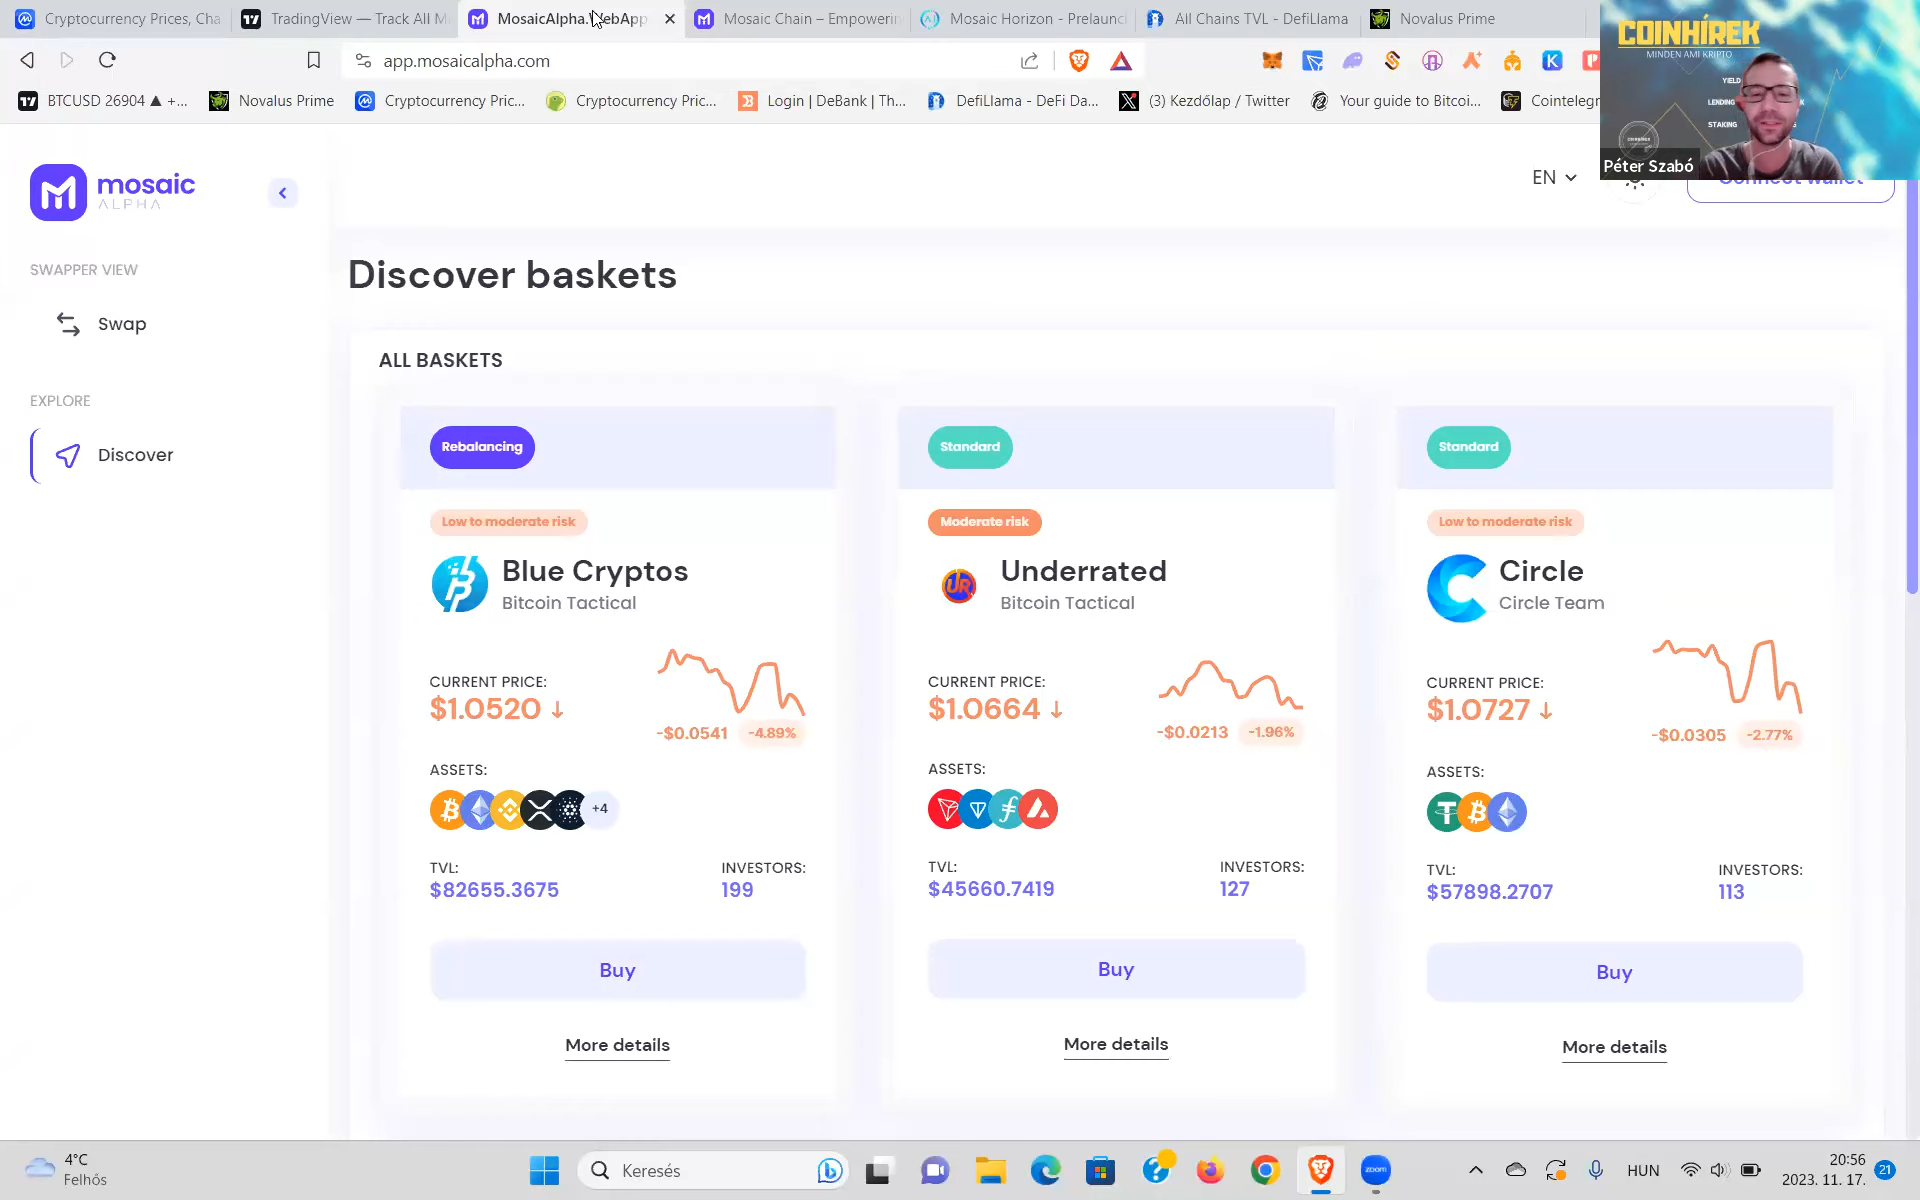 Cryptocurrency Prices, Cha
TradingView — Track All M
MosaicAlpha.WebApp
Mosaic Chain – Empowerin
Mosaic Horizon - Prelaunc
All Chains TVL - DefiLlama
Novalus Prime
app.mosaicalpha.com
BTCUSD 26904 ▲ +...
Novalus Prime
Cryptocurrency Pric...
Cryptocurrency Pric...
Login | DeBank | Th...
DefiLlama - DeFi Da...
(3) Kezdőlap / Twitter
Your guide to Bitcoi...
Cointelegr
COINHÍREK
MINDEN AMI KRIPTO
YIELD
LENDING
STAKING
Péter Szabó
mosaic
ALPHA
EN
Connect wallet
SWAPPER VIEW
Swap
EXPLORE
Discover
Discover baskets
ALL BASKETS
Rebalancing
Low to moderate risk
Blue Cryptos
Bitcoin Tactical
CURRENT PRICE:
$1.0520 ↓
-$0.0541 -4.89%
ASSETS:
+4
TVL: INVESTORS:
$82655.3675 199
Buy
More details
Standard
Moderate risk
UR
Underrated
Bitcoin Tactical
CURRENT PRICE:
$1.0664 ↓
-$0.0213 -1.96%
ASSETS:
TVL: INVESTORS:
$45660.7419 127
Buy
More details
Standard
Low to moderate risk
Circle
Circle Team
CURRENT PRICE:
$1.0727 ↓
-$0.0305 -2.77%
ASSETS:
TVL: INVESTORS:
$57898.2707 113
Buy
More details
4°C
Felhős
Keresés
zoom
HUN
20:56
2023. 11. 17.
21